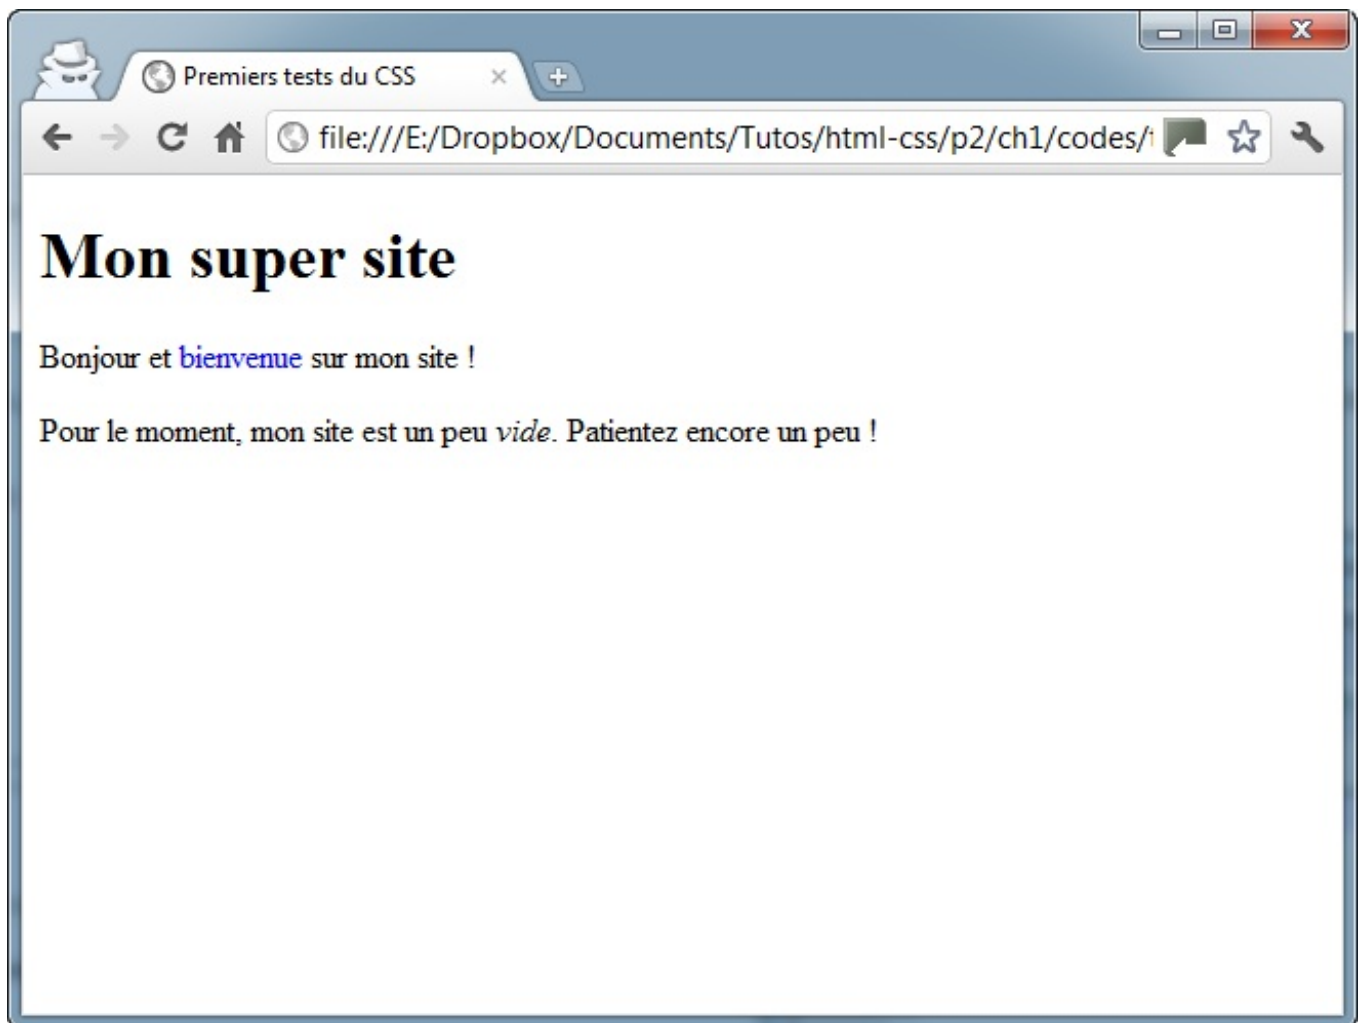 Premiers tests du CSS
file:///E:/Dropbox/Documents/Tutos/html-css/p2/ch1/codes/
Mon super site
Bonjour et bienvenue sur mon site !
Pour le moment, mon site est un peu vide. Patientez encore un peu !